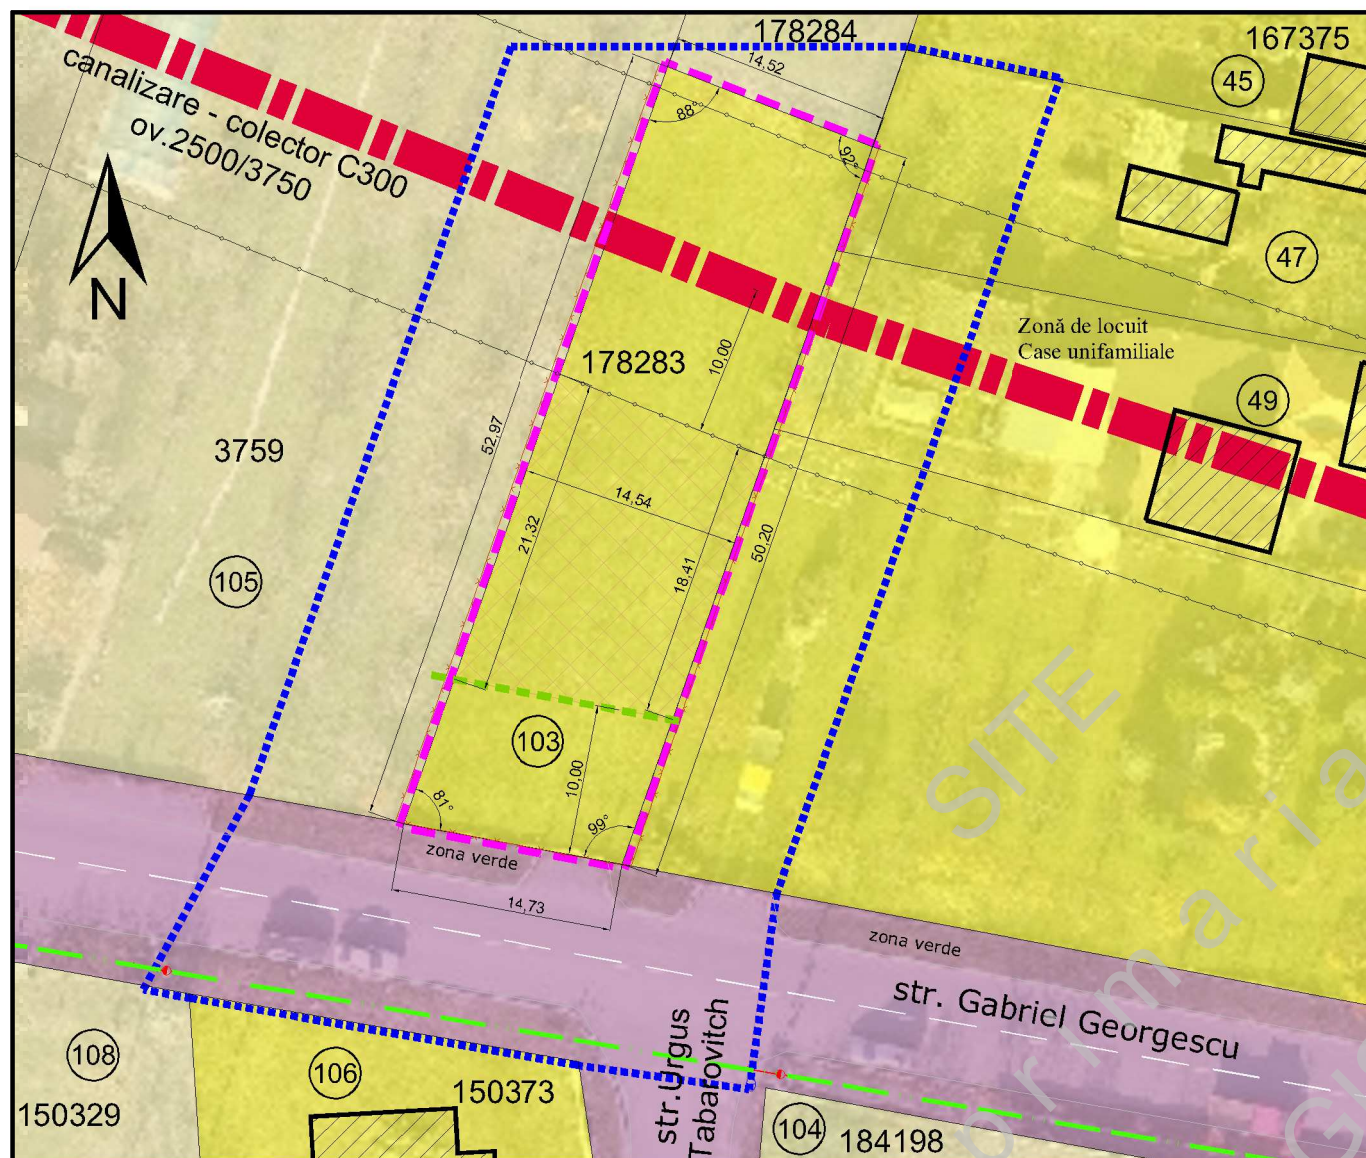 178284
167375
14,52
45
canalizare - colector C300
ov.2500/3750
88°
92°
47
N
Zonă de locuit
Case unifamiliale
10,00
178283
49
52,97
3759
14,54
21,32
18,41
50,20
105
SITE
103
10,00
81°
99°
zona verde
14,73
zona verde
primaria
str. Gabriel Georgescu
str. Urgus
Tabarovitch
108
106
150373
150329
104
184198